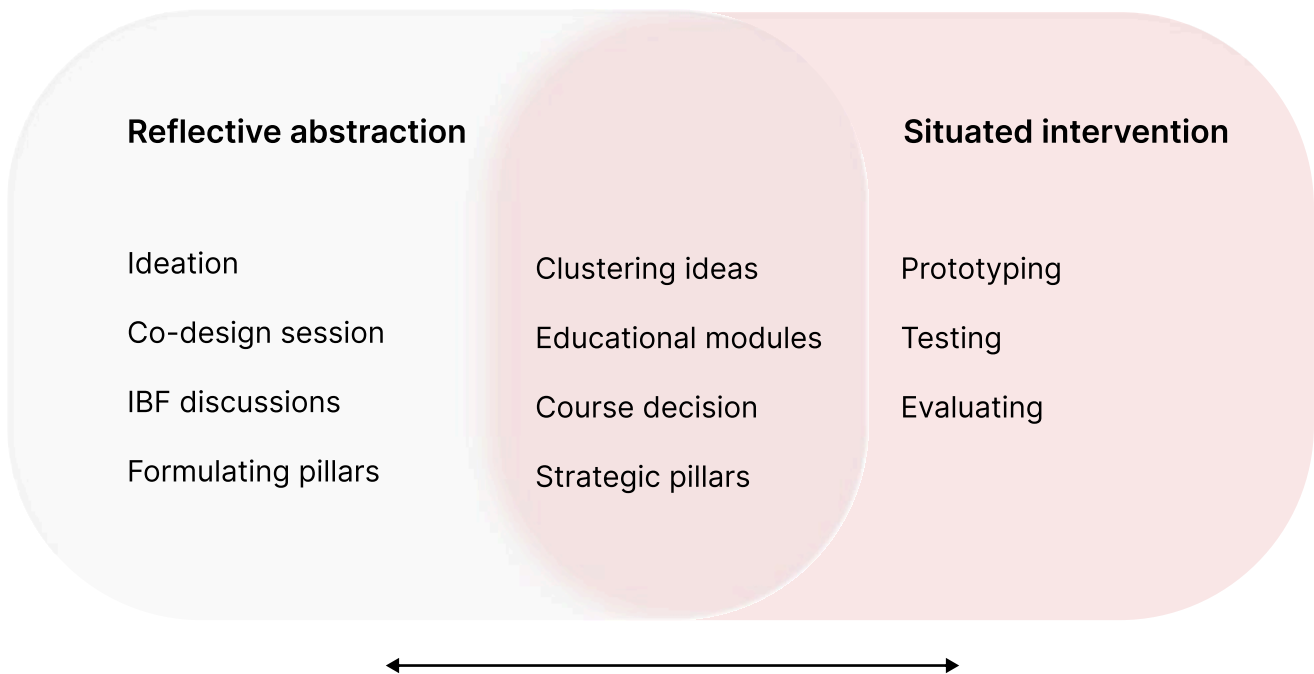 Reflective abstraction
Situated intervention
Ideation
Co-design session
IBF discussions
Formulating pillars
Clustering ideas
Educational modules
Course decision
Strategic pillars
Prototyping
Testing
Evaluating